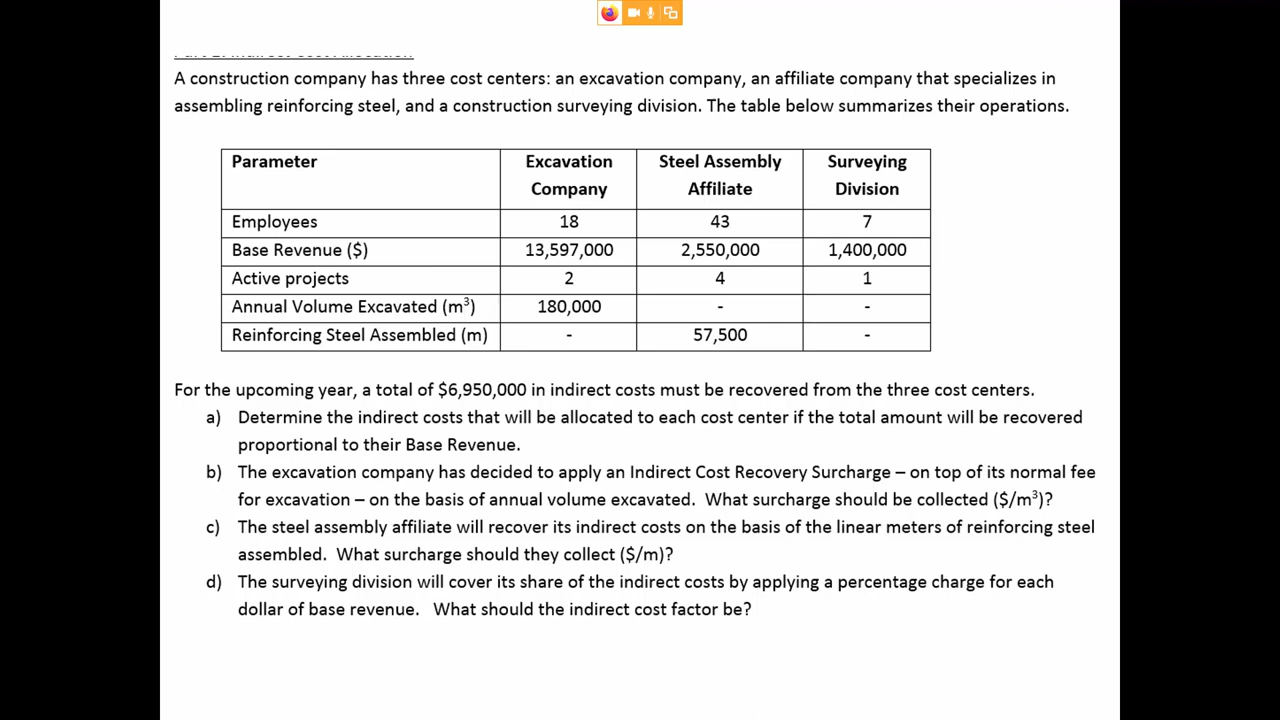 A construction company has three cost centers: an excavation company, an affiliate company that specializes in
assembling reinforcing steel, and a construction surveying division. The table below summarizes their operations.
Parameter Excavation Company Steel Assembly Affiliate Surveying Division
Employees 18 43 7
Base Revenue ($) 13,597,000 2,550,000 1,400,000
Active projects 2 4 1
Annual Volume Excavated (m³) 180,000 - -
Reinforcing Steel Assembled (m) - 57,500 -
For the upcoming year, a total of $6,950,000 in indirect costs must be recovered from the three cost centers.
a) Determine the indirect costs that will be allocated to each cost center if the total amount will be recovered
proportional to their Base Revenue.
b) The excavation company has decided to apply an Indirect Cost Recovery Surcharge – on top of its normal fee
for excavation – on the basis of annual volume excavated. What surcharge should be collected ($/m³)?
c) The steel assembly affiliate will recover its indirect costs on the basis of the linear meters of reinforcing steel
assembled. What surcharge should they collect ($/m)?
d) The surveying division will cover its share of the indirect costs by applying a percentage charge for each
dollar of base revenue. What should the indirect cost factor be?